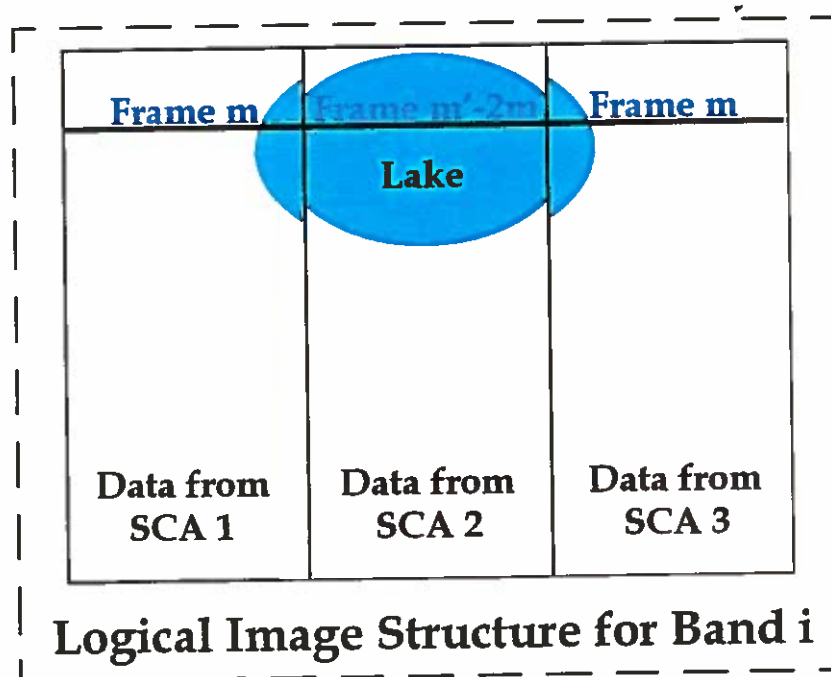 Frame m Frame m'-2m Frame m
Lake
Data from SCA 1
Data from SCA 2
Data from SCA 3
Logical Image Structure for Band i